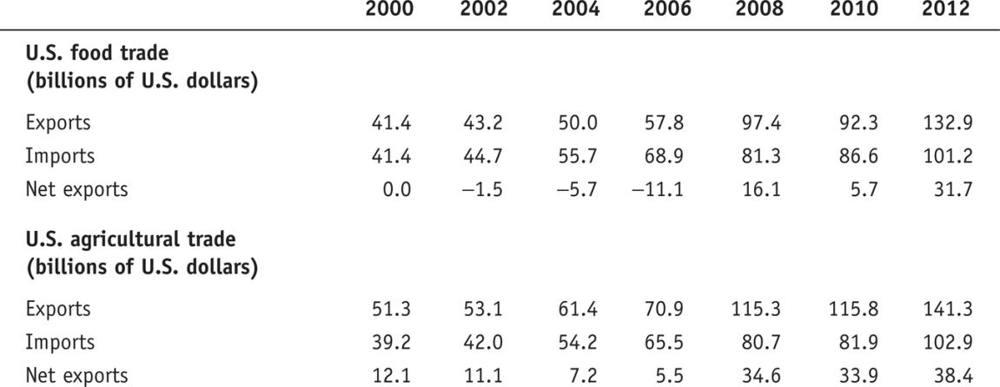 2000 2002 2004 2006 2008 2010 2012
U.S. food trade
(billions of U.S. dollars)
Exports 41.4 43.2 50.0 57.8 97.4 92.3 132.9
Imports 41.4 44.7 55.7 68.9 81.3 86.6 101.2
Net exports 0.0 –1.5 –5.7 –11.1 16.1 5.7 31.7
U.S. agricultural trade
(billions of U.S. dollars)
Exports 51.3 53.1 61.4 70.9 115.3 115.8 141.3
Imports 39.2 42.0 54.2 65.5 80.7 81.9 102.9
Net exports 12.1 11.1 7.2 5.5 34.6 33.9 38.4